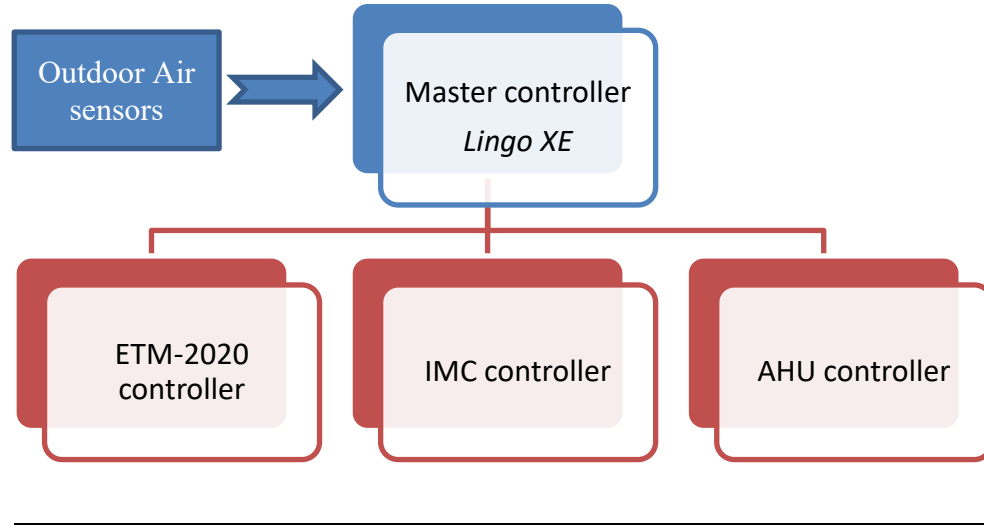 Outdoor Air
sensors
Master controller
Lingo XE
ETM-2020
controller
IMC controller
AHU controller